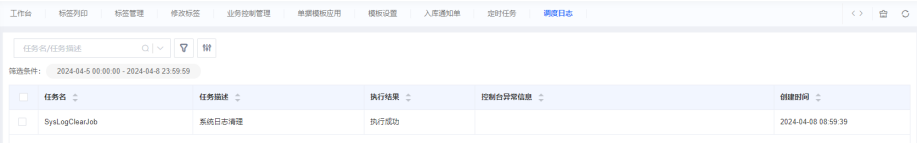 工作台 标签列印 标签管理 修改标签 业务控制管理 单据模板应用 模板设置 入库通知单 定时任务 调度日志
任务名/任务描述
筛选条件： 2024-04-5 00:00:00 - 2024-04-8 23:59:59
任务名 任务描述 执行结果 控制台异常信息 创建时间
SysLogClearJob 系统日志清理 执行成功 2024-04-08 08:59:39